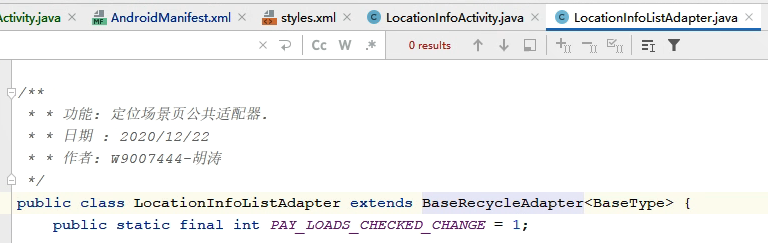 Activity.java × AndroidManifest.xml × styles.xml × LocationInfoActivity.java × LocationInfoListAdapter.java ×
Cc W .* 0 results
/**
* * 功能: 定位场景页公共适配器.
* * 日期 : 2020/12/22
* * 作者: W9007444-胡涛
*/
public class LocationInfoListAdapter extends BaseRecycleAdapter<BaseType> {
public static final int PAY_LOADS_CHECKED_CHANGE = 1;